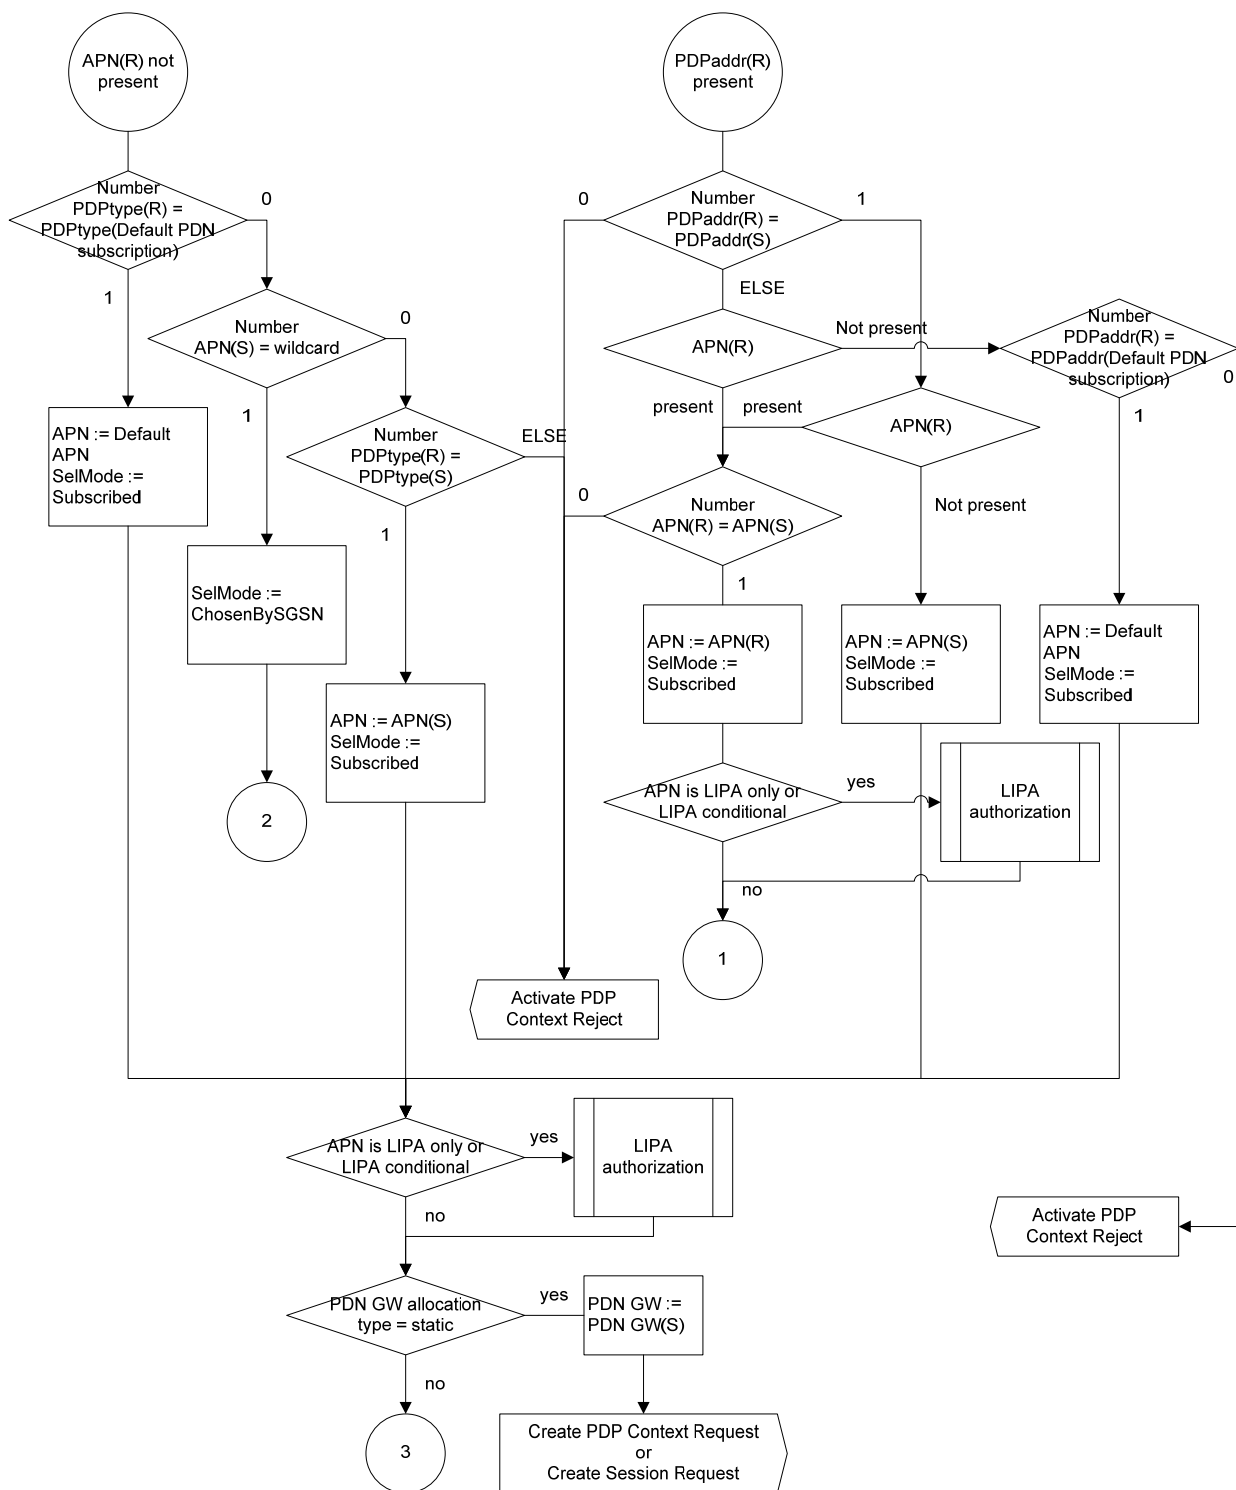 APN(R) not
present
PDPaddr(R)
present
Number
PDPtype(R) =
PDPtype(Default PDN
subscription)
0
1
0
Number
PDPaddr(R) =
PDPaddr(S)
1
ELSE
Number
APN(S) = wildcard
0
1
APN(R)
Not present
Number
PDPaddr(R) =
PDPaddr(Default PDN
subscription)
0
1
present
present
APN(R)
Not present
APN := Default
APN
SelMode :=
Subscribed
Number
PDPtype(R) =
PDPtype(S)
ELSE
1
0
Number
APN(R) = APN(S)
1
SelMode :=
ChosenBySGSN
APN := APN(R)
SelMode :=
Subscribed
APN := APN(S)
SelMode :=
Subscribed
APN := Default
APN
SelMode :=
Subscribed
APN := APN(S)
SelMode :=
Subscribed
2
APN is LIPA only or
LIPA conditional
yes
LIPA
authorization
no
1
Activate PDP
Context Reject
APN is LIPA only or
LIPA conditional
yes
LIPA
authorization
no
Activate PDP
Context Reject
PDN GW allocation
type = static
yes
PDN GW :=
PDN GW(S)
no
3
Create PDP Context Request
or
Create Session Request